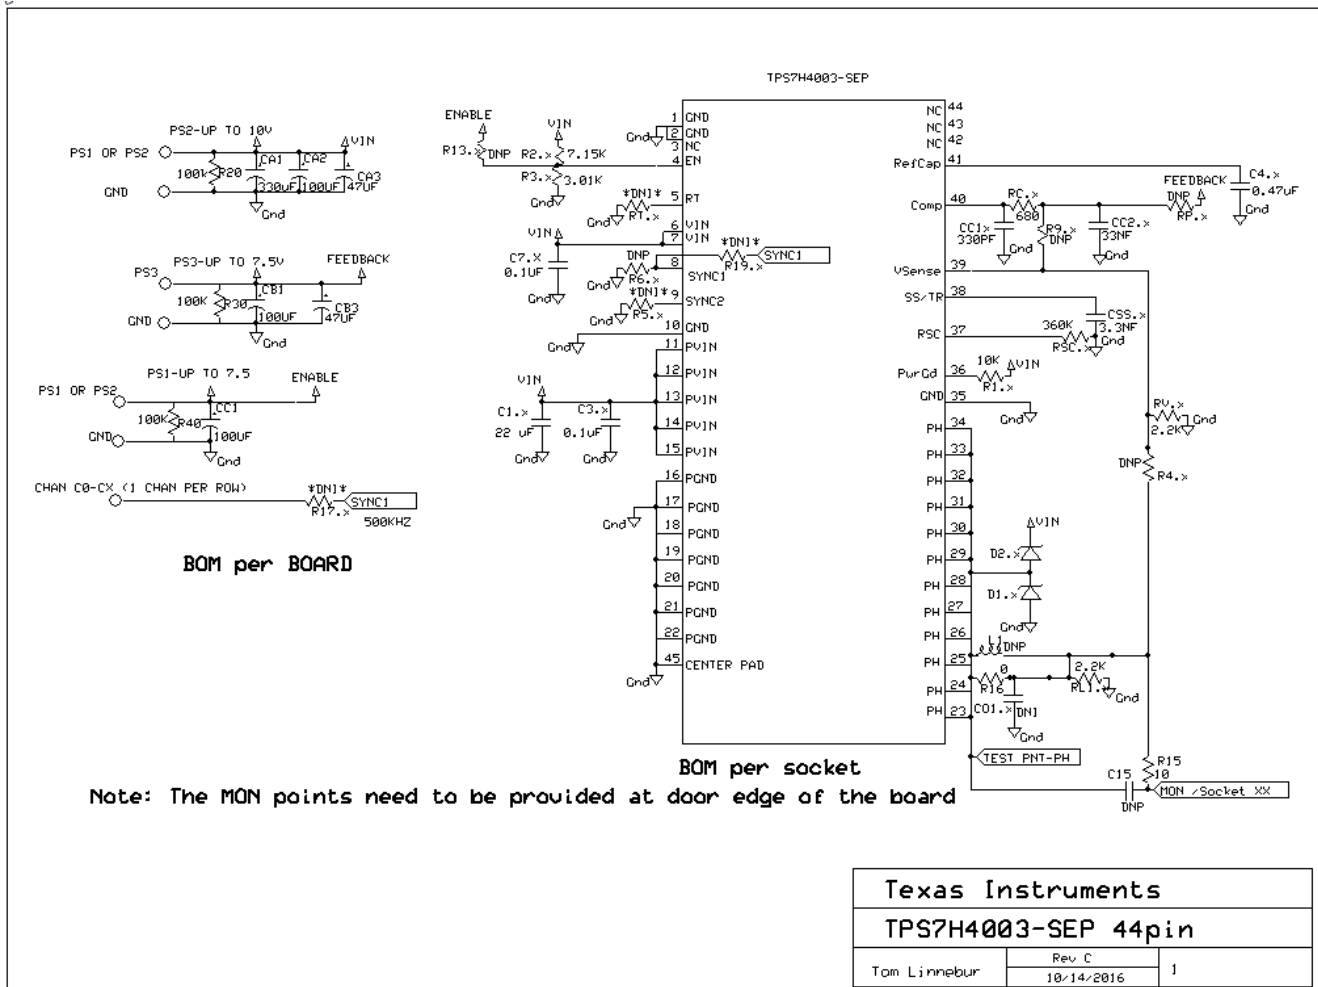 TPS7H4003-SEP
PS2-UP TO 10V
VIN
PS1 OR PS2
CA1
CA2
CA3
100k
R20
330uF
100UF
47UF
GND
Gnd
PS3-UP TO 7.5V
FEEDBACK
PS3
CB1
CB3
100K
R30
100UF
47UF
GND
Gnd
PS1-UP TO 7.5
ENABLE
PS1 OR PS2
CC1
100K
R40
100UF
GND
Gnd
CHAN C0-CX (1 CHAN PER ROW)
*DNI*
R17.x
SYNC1
500KHZ
BOM per BOARD
ENABLE
VIN
R13.x
DNP
R2.x
7.15K
R3.x
3.01K
Gnd
*DNI*
RT.x
Gnd
VIN
C7.X
0.1UF
Gnd
DNP
R6.x
Gnd
*DNI*
R19.x
SYNC1
*DNI*
R5.x
Gnd
Gnd
VIN
C1.x
22 uF
Gnd
C3.x
0.1uF
Gnd
Gnd
Gnd
1 GND
2 GND
3 NC
4 EN
5 RT
6 VIN
7 VIN
8 SYNC1
9 SYNC2
10 GND
11 PVIN
12 PVIN
13 PVIN
14 PVIN
15 PVIN
16 PGND
17 PGND
18 PGND
19 PGND
20 PGND
21 PGND
22 PGND
45 CENTER PAD
NC 44
NC 43
NC 42
RefCap 41
Comp 40
VSense 39
SS/TR 38
RSC 37
PwrGd 36
GND 35
PH 34
PH 33
PH 32
PH 31
PH 30
PH 29
PH 28
PH 27
PH 26
PH 25
PH 24
PH 23
C4.x
0.47uF
Gnd
FEEDBACK
DNP
RP.x
RC.x
680
CC1x
330PF
Gnd
R9.x
DNP
CC2.x
33NF
Gnd
CSS.x
3.3NF
Gnd
360K
RSC.x
10K
VIN
R1.x
Gnd
RV.x
Gnd
2.2K
DNP
R4.x
VIN
D2.x
D1.x
Gnd
L1
DNP
0
R16
2.2K
RL1.
Gnd
CO1.x
DNI
Gnd
TEST PNT-PH
R15
10
C15
DNP
MON /Socket XX
BOM per socket
Note: The MON points need to be provided at door edge of the board
Texas Instruments
TPS7H4003-SEP 44pin
Tom Linnebur
Rev C
10/14/2016
1